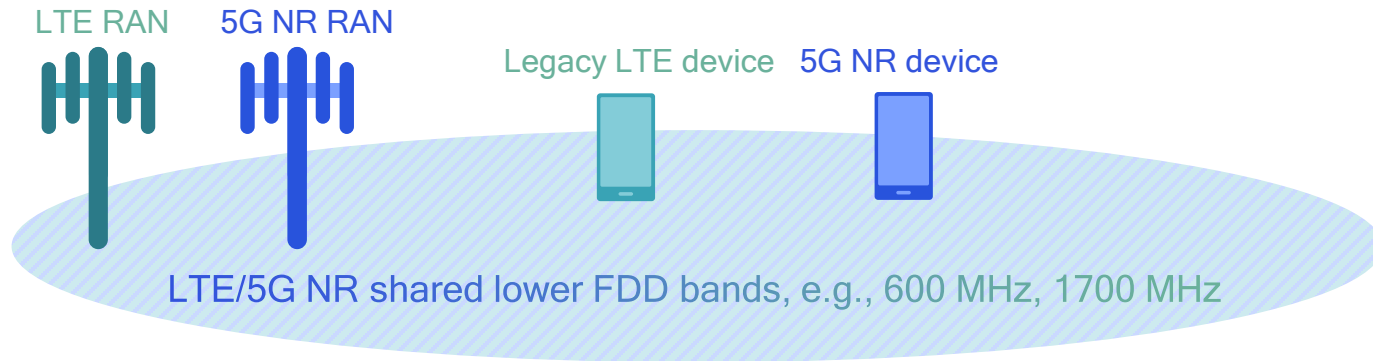 LTE RAN
5G NR RAN
Legacy LTE device
5G NR device
LTE/5G NR shared lower FDD bands, e.g., 600 MHz, 1700 MHz